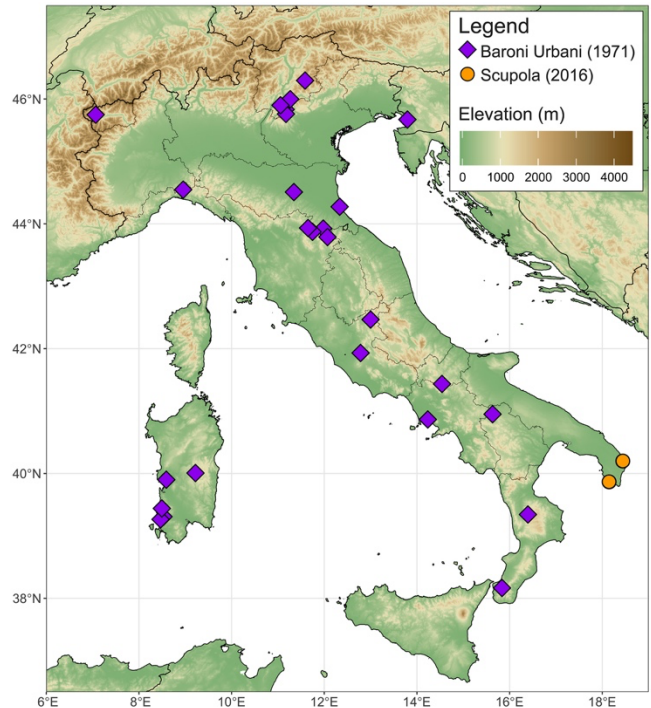 Legend
Baroni Urbani (1971)
Scupola (2016)
Elevation (m)
0 1000 2000 3000 4000
46°N
44°N
42°N
40°N
38°N
6°E 8°E 10°E 12°E 14°E 16°E 18°E